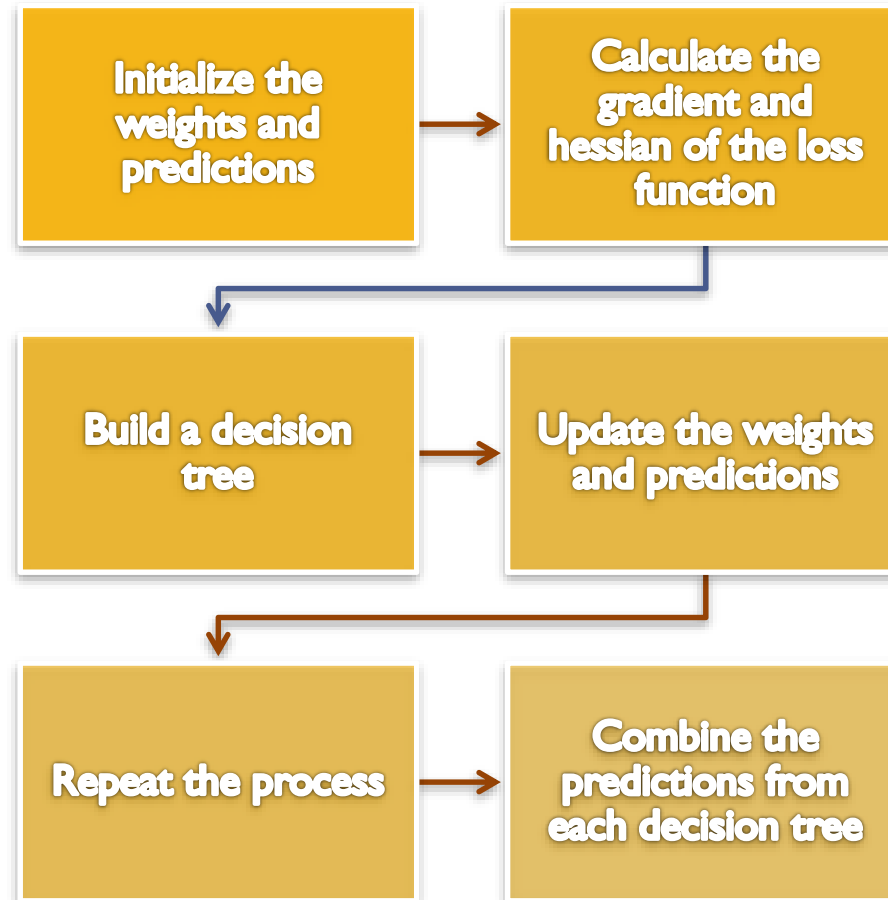 Initialize the
weights and
predictions
Calculate the
gradient and
hessian of the loss
function
Build a decision
tree
Update the weights
and predictions
Repeat the process
Combine the
predictions from
each decision tree